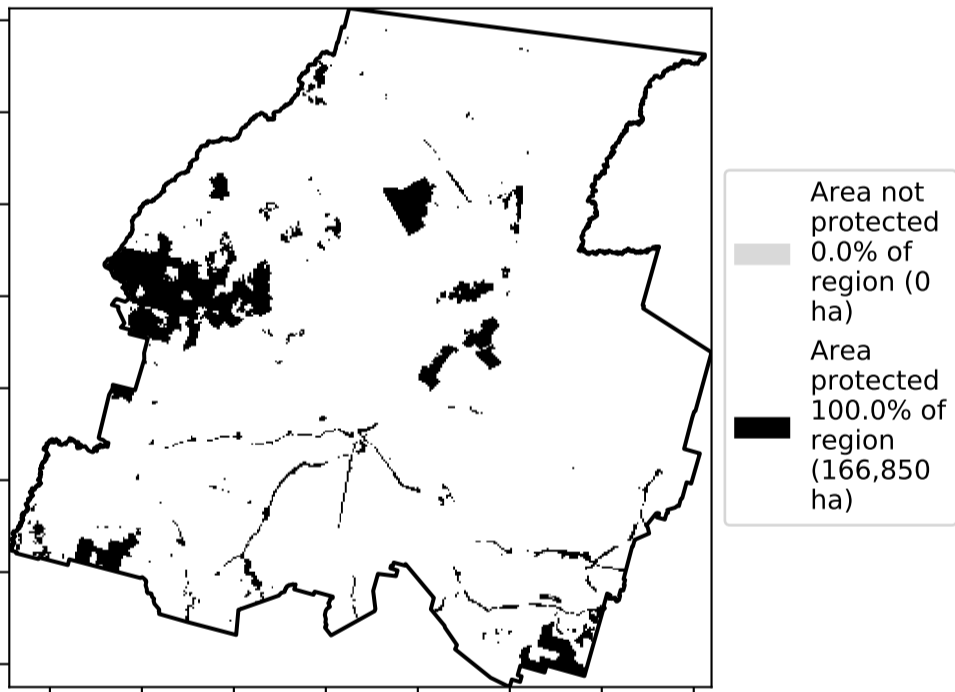 Area not
protected
0.0% of
region (0
ha)
Area
protected
100.0% of
region
(166,850
ha)